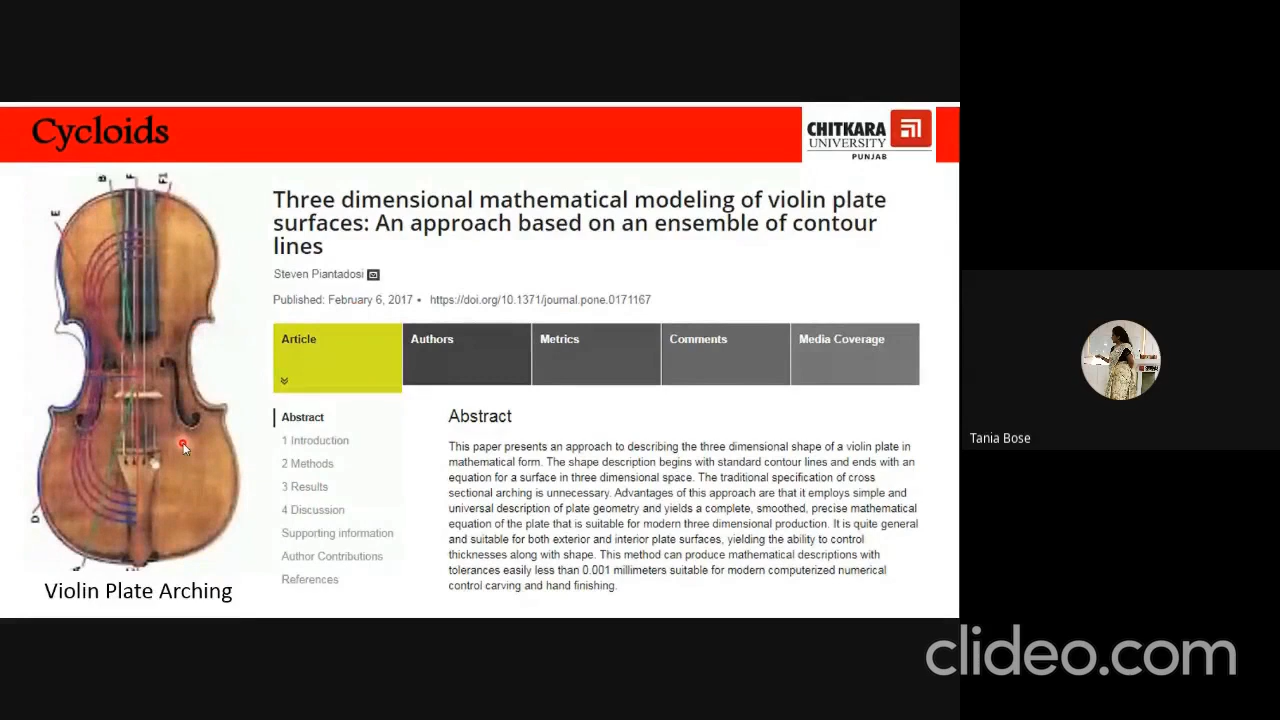 Cycloids
CHITKARA
UNIVERSITY
PUNJAB
B F F1
E
D
Violin Plate Arching
Three dimensional mathematical modeling of violin plate
surfaces: An approach based on an ensemble of contour
lines
Steven Piantadosi
Published: February 6, 2017 • https://doi.org/10.1371/journal.pone.0171167
Article Authors Metrics Comments Media Coverage
Abstract
1 Introduction
2 Methods
3 Results
4 Discussion
Supporting information
Author Contributions
References
Abstract
This paper presents an approach to describing the three dimensional shape of a violin plate in
mathematical form. The shape description begins with standard contour lines and ends with an
equation for a surface in three dimensional space. The traditional specification of cross
sectional arching is unnecessary. Advantages of this approach are that it employs simple and
universal description of plate geometry and yields a complete, smoothed, precise mathematical
equation of the plate that is suitable for modern three dimensional production. It is quite general
and suitable for both exterior and interior plate surfaces, yielding the ability to control
thicknesses along with shape. This method can produce mathematical descriptions with
tolerances easily less than 0.001 millimeters suitable for modern computerized numerical
control carving and hand finishing.
Tania Bose
clideo.com